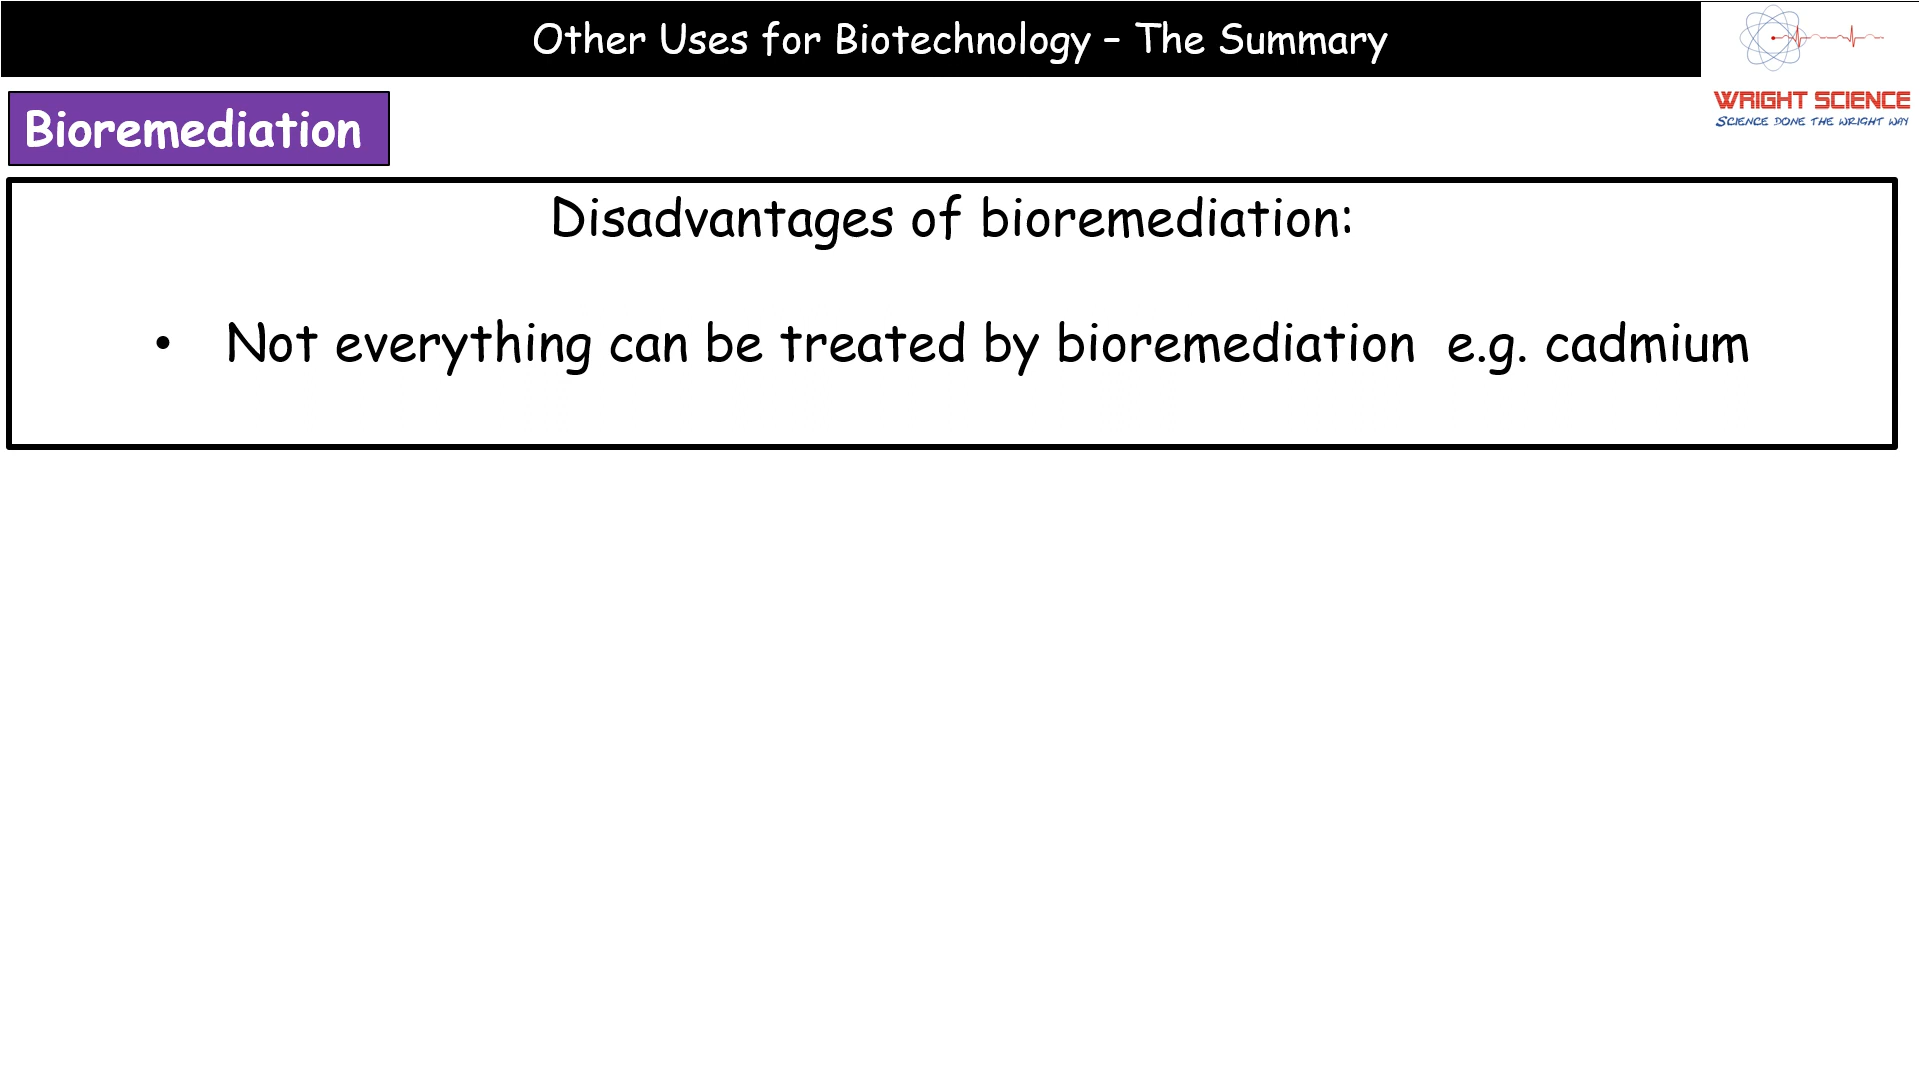 Other Uses for Biotechnology – The Summary
WRIGHT SCIENCE
SCIENCE DONE THE WRIGHT WAY
Bioremediation
Disadvantages of bioremediation:
• Not everything can be treated by bioremediation e.g. cadmium